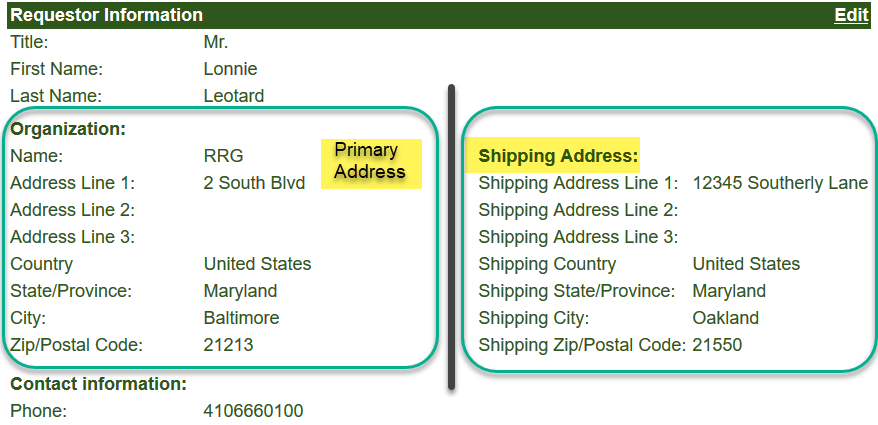 Requestor Information Edit
Title: Mr.
First Name: Lonnie
Last Name: Leotard
Organization:
Name: RRG
Address Line 1: 2 South Blvd
Address Line 2:
Address Line 3:
Country United States
State/Province: Maryland
City: Baltimore
Zip/Postal Code: 21213
Primary
Address
Shipping Address:
Shipping Address Line 1: 12345 Southerly Lane
Shipping Address Line 2:
Shipping Address Line 3:
Shipping Country United States
Shipping State/Province: Maryland
Shipping City: Oakland
Shipping Zip/Postal Code: 21550
Contact information:
Phone: 4106660100